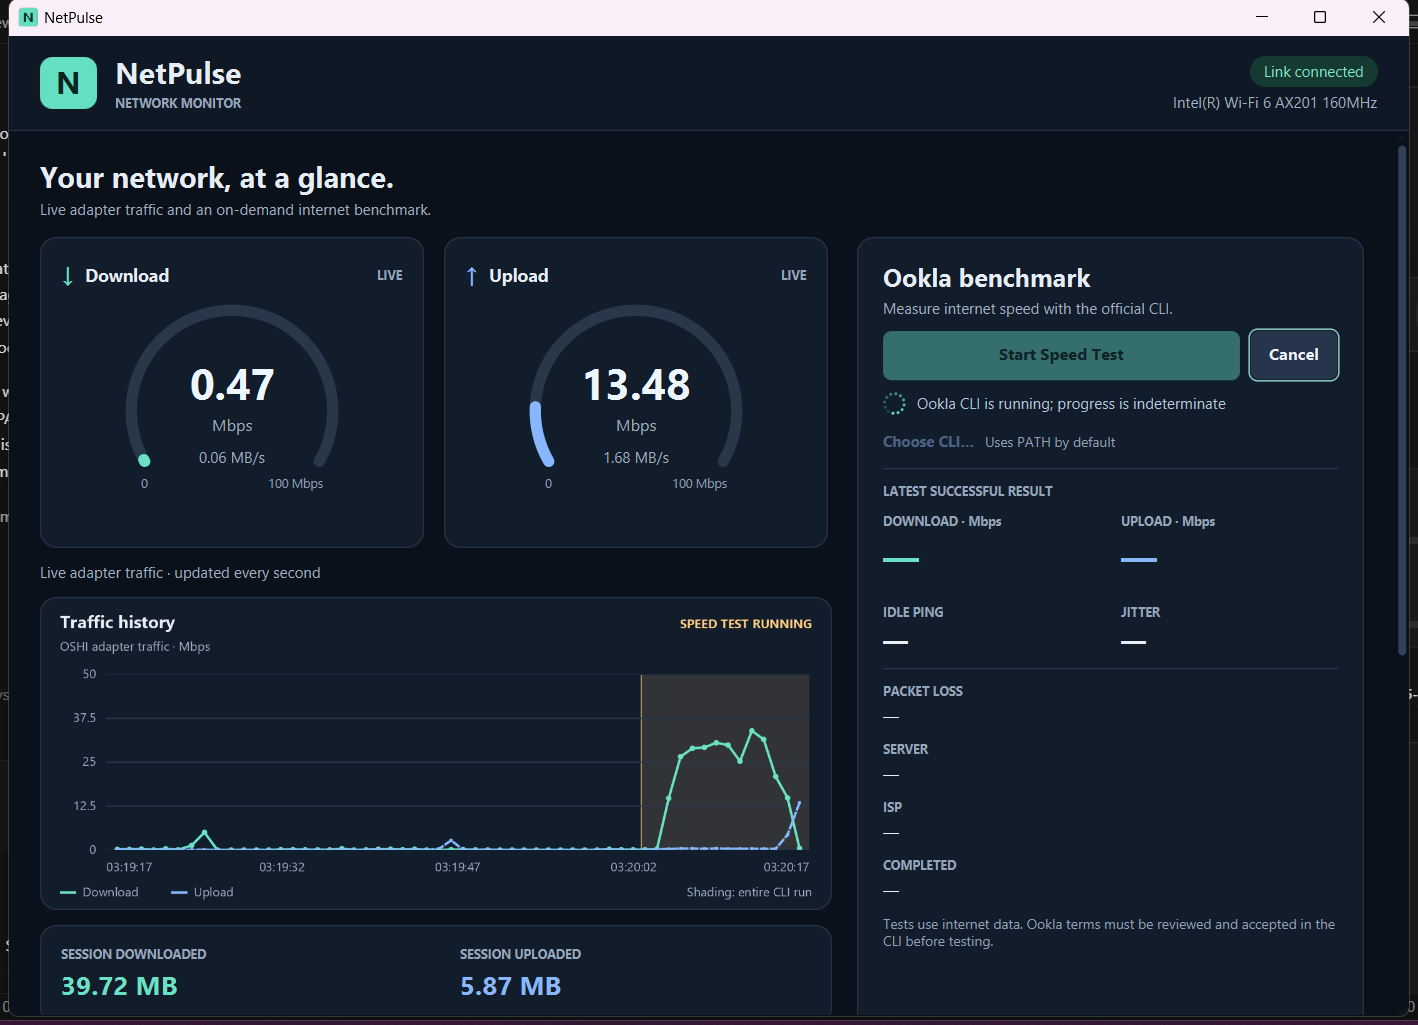 N NetPulse
N
NetPulse
NETWORK MONITOR
Link connected
Intel(R) Wi-Fi 6 AX201 160MHz
Your network, at a glance.
Live adapter traffic and an on-demand internet benchmark.
↓ Download LIVE
0.47
Mbps
0.06 MB/s
0 100 Mbps
↑ Upload LIVE
13.48
Mbps
1.68 MB/s
0 100 Mbps
Live adapter traffic · updated every second
Traffic history SPEED TEST RUNNING
OSHI adapter traffic · Mbps
50
37.5
25
12.5
0
03:19:17 03:19:32 03:19:47 03:20:02 03:20:17
Download Upload Shading: entire CLI run
SESSION DOWNLOADED SESSION UPLOADED
39.72 MB 5.87 MB
Ookla benchmark
Measure internet speed with the official CLI.
Start Speed Test Cancel
Ookla CLI is running; progress is indeterminate
Choose CLI... Uses PATH by default
LATEST SUCCESSFUL RESULT
DOWNLOAD · Mbps UPLOAD · Mbps
— —
IDLE PING JITTER
— —
PACKET LOSS
—
SERVER
—
ISP
—
COMPLETED
—
Tests use internet data. Ookla terms must be reviewed and accepted in the
CLI before testing.